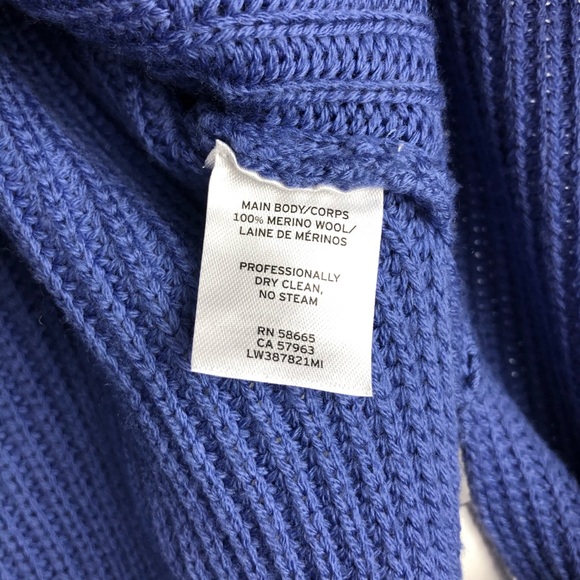 MAIN BODY/CORPS
100% MERINO WOOL/
LAINE DE MÉRINOS
PROFESSIONALLY
DRY CLEAN,
NO STEAM
RN 58665
CA 57963
LW387821MI